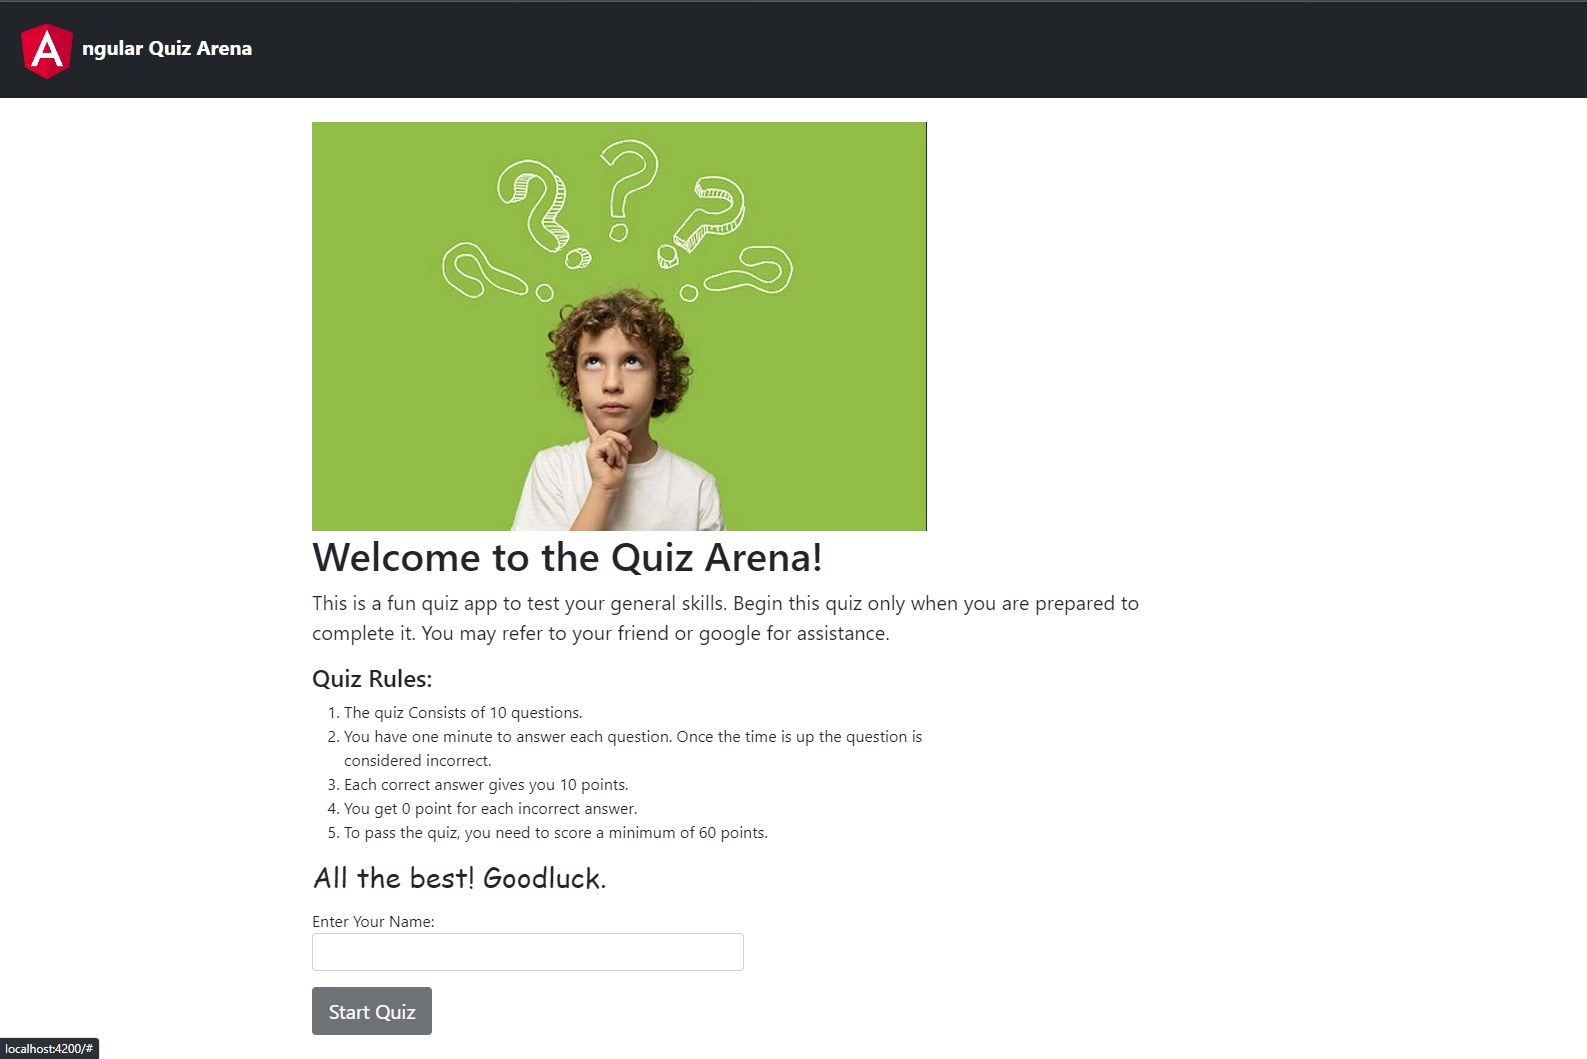 A ngular Quiz Arena
Welcome to the Quiz Arena!
This is a fun quiz app to test your general skills. Begin this quiz only when you are prepared to
complete it. You may refer to your friend or google for assistance.
Quiz Rules:
1. The quiz Consists of 10 questions.
2. You have one minute to answer each question. Once the time is up the question is
considered incorrect.
3. Each correct answer gives you 10 points.
4. You get 0 point for each incorrect answer.
5. To pass the quiz, you need to score a minimum of 60 points.
All the best! Goodluck.
Enter Your Name:
Start Quiz
localhost:4200/#